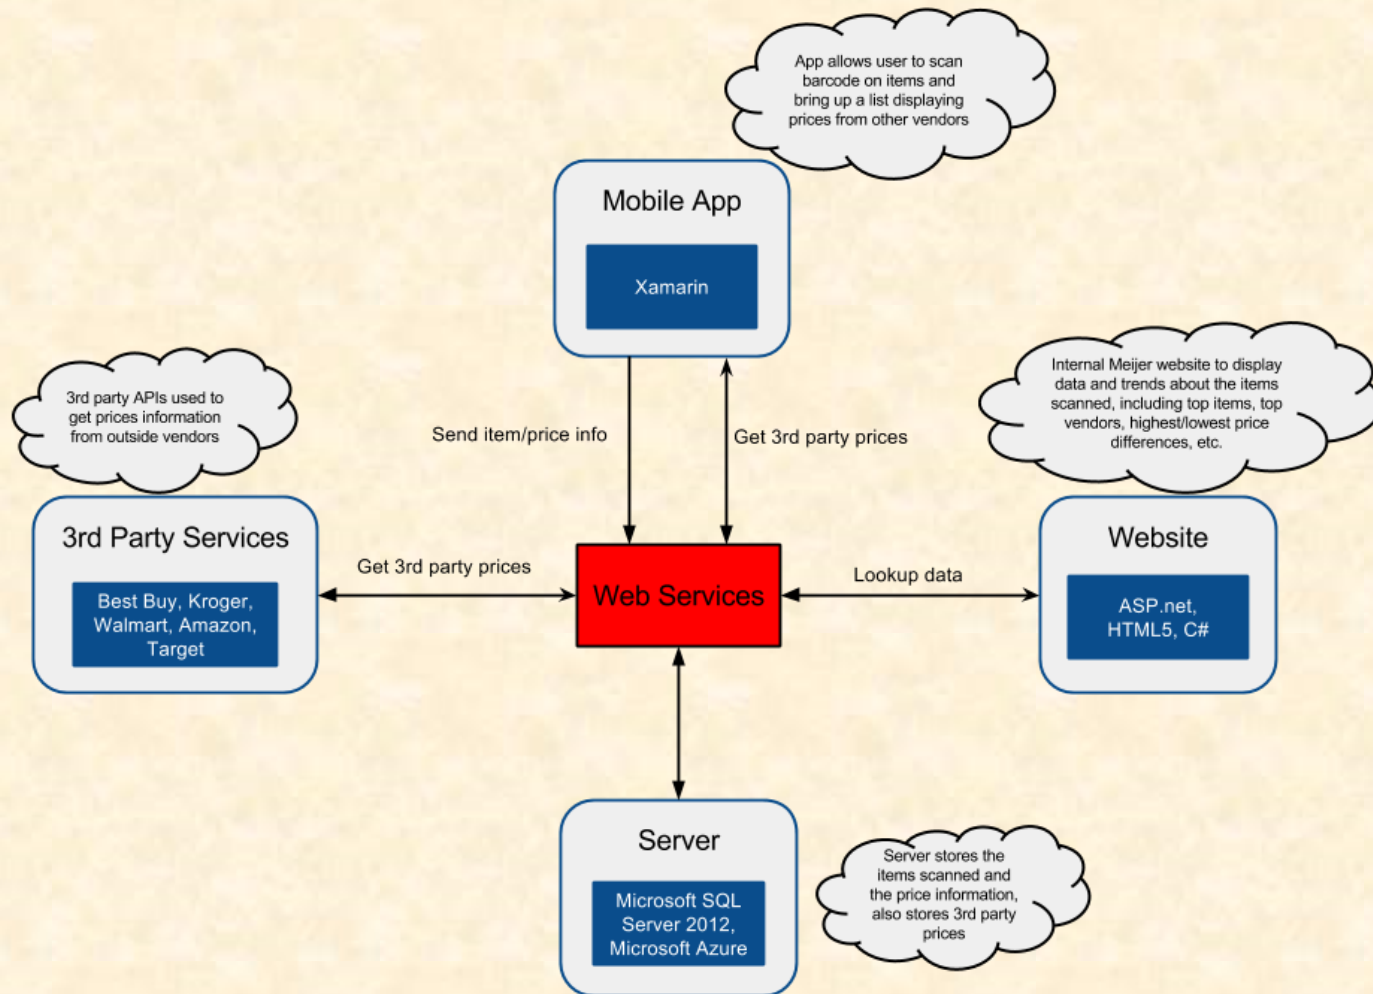 App allows user to scan
barcode on items and
bring up a list displaying
prices from other vendors
Mobile App
Xamarin
3rd party APIs used to
get prices information
from outside vendors
Internal Meijer website to display
data and trends about the items
scanned, including top items, top
vendors, highest/lowest price
differences, etc.
Send item/price info
Get 3rd party prices
3rd Party Services
Best Buy, Kroger,
Walmart, Amazon,
Target
Get 3rd party prices
Web Services
Lookup data
Website
ASP.net,
HTML5, C#
Server
Microsoft SQL
Server 2012,
Microsoft Azure
Server stores the
items scanned and
the price information,
also stores 3rd party
prices